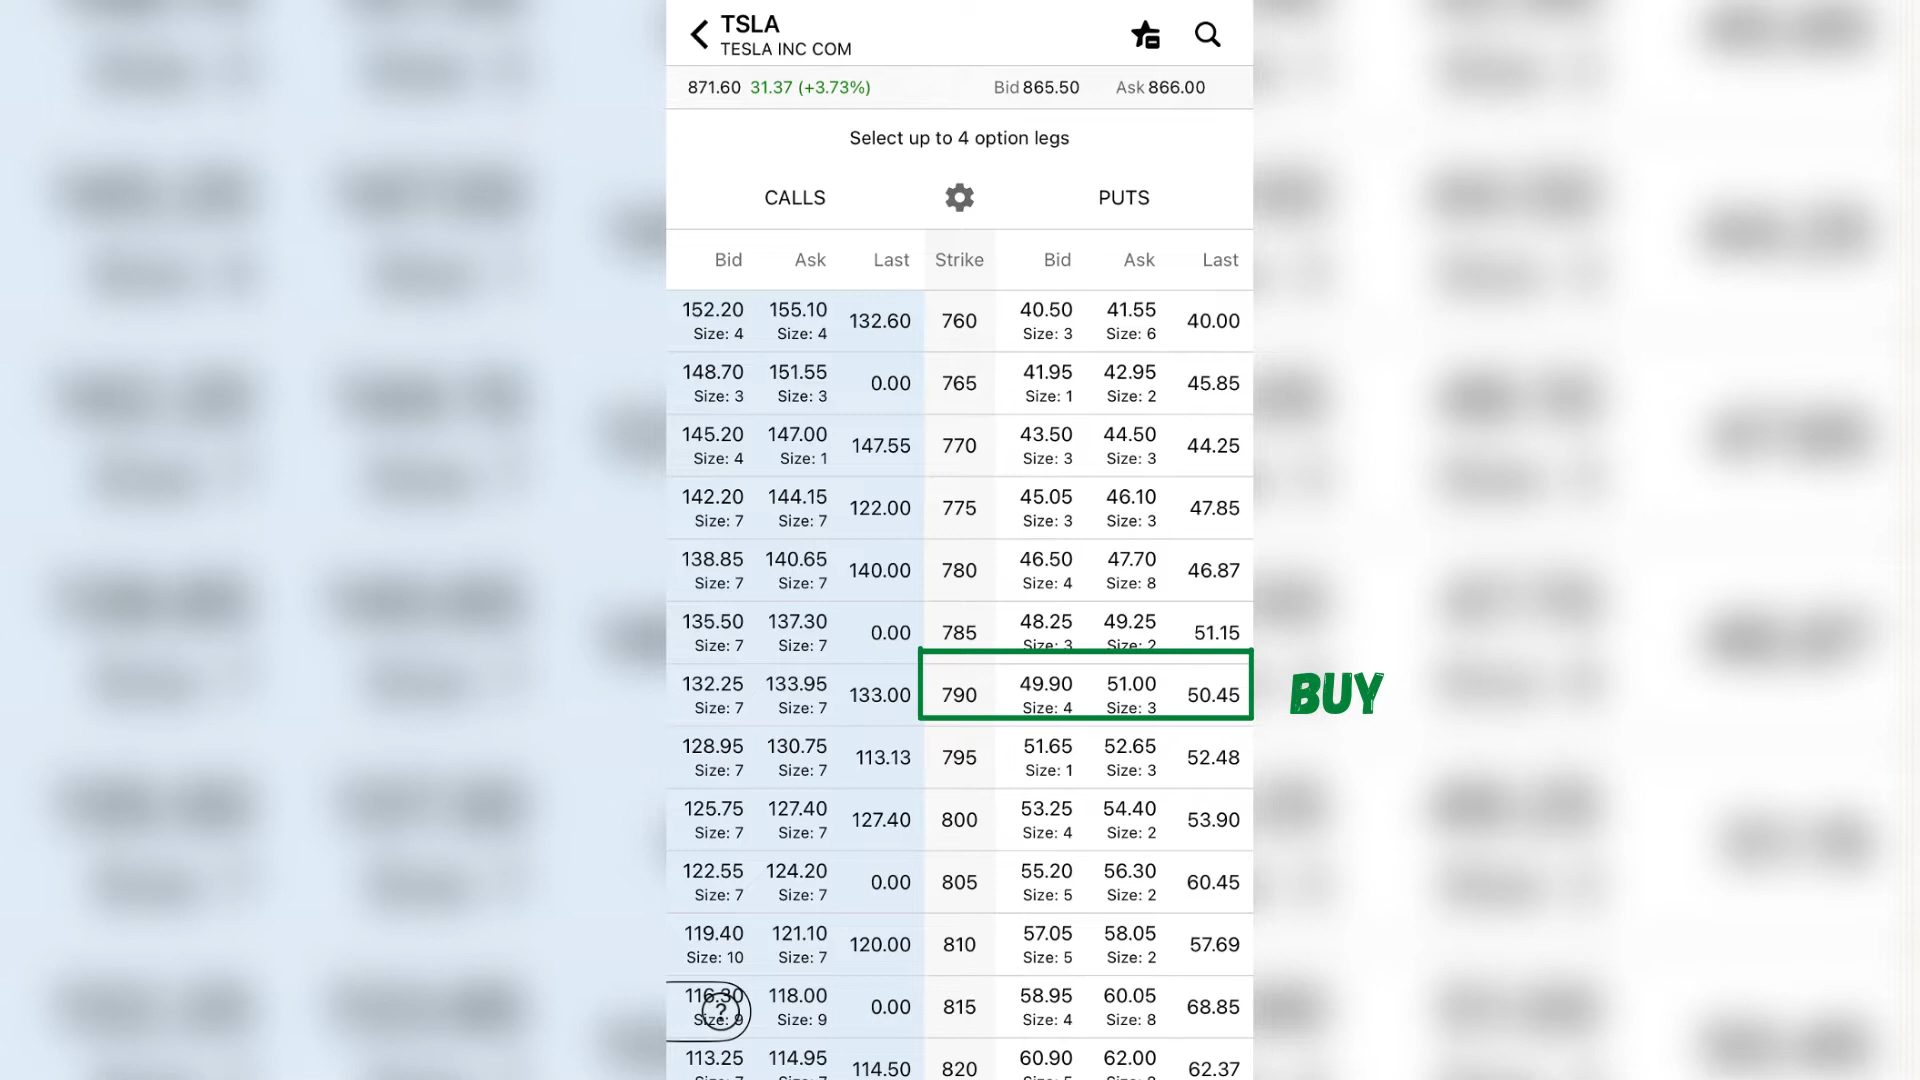 TSLA
TESLA INC COM
871.60 31.37 (+3.73%) Bid 865.50 Ask 866.00
Select up to 4 option legs
CALLS PUTS
Bid Ask Last Strike Bid Ask Last
152.20 155.10 132.60 760 40.50 41.55 40.00
Size: 4 Size: 4 Size: 3 Size: 6
148.70 151.55 0.00 765 41.95 42.95 45.85
Size: 3 Size: 3 Size: 1 Size: 2
145.20 147.00 147.55 770 43.50 44.50 44.25
Size: 4 Size: 1 Size: 3 Size: 3
142.20 144.15 122.00 775 45.05 46.10 47.85
Size: 7 Size: 7 Size: 3 Size: 3
138.85 140.65 140.00 780 46.50 47.70 46.87
Size: 7 Size: 7 Size: 4 Size: 8
135.50 137.30 0.00 785 48.25 49.25 51.15
Size: 7 Size: 7 Size: 3 Size: 2
132.25 133.95 133.00 790 49.90 51.00 50.45 BUY
Size: 7 Size: 7 Size: 4 Size: 3
128.95 130.75 113.13 795 51.65 52.65 52.48
Size: 7 Size: 7 Size: 1 Size: 3
125.75 127.40 127.40 800 53.25 54.40 53.90
Size: 7 Size: 7 Size: 4 Size: 2
122.55 124.20 0.00 805 55.20 56.30 60.45
Size: 7 Size: 7 Size: 5 Size: 2
119.40 121.10 120.00 810 57.05 58.05 57.69
Size: 10 Size: 7 Size: 5 Size: 2
116.30 118.00 0.00 815 58.95 60.05 68.85
Size: 9 Size: 9 Size: 4 Size: 8
?
113.25 114.95 114.50 820 60.90 62.00 62.37